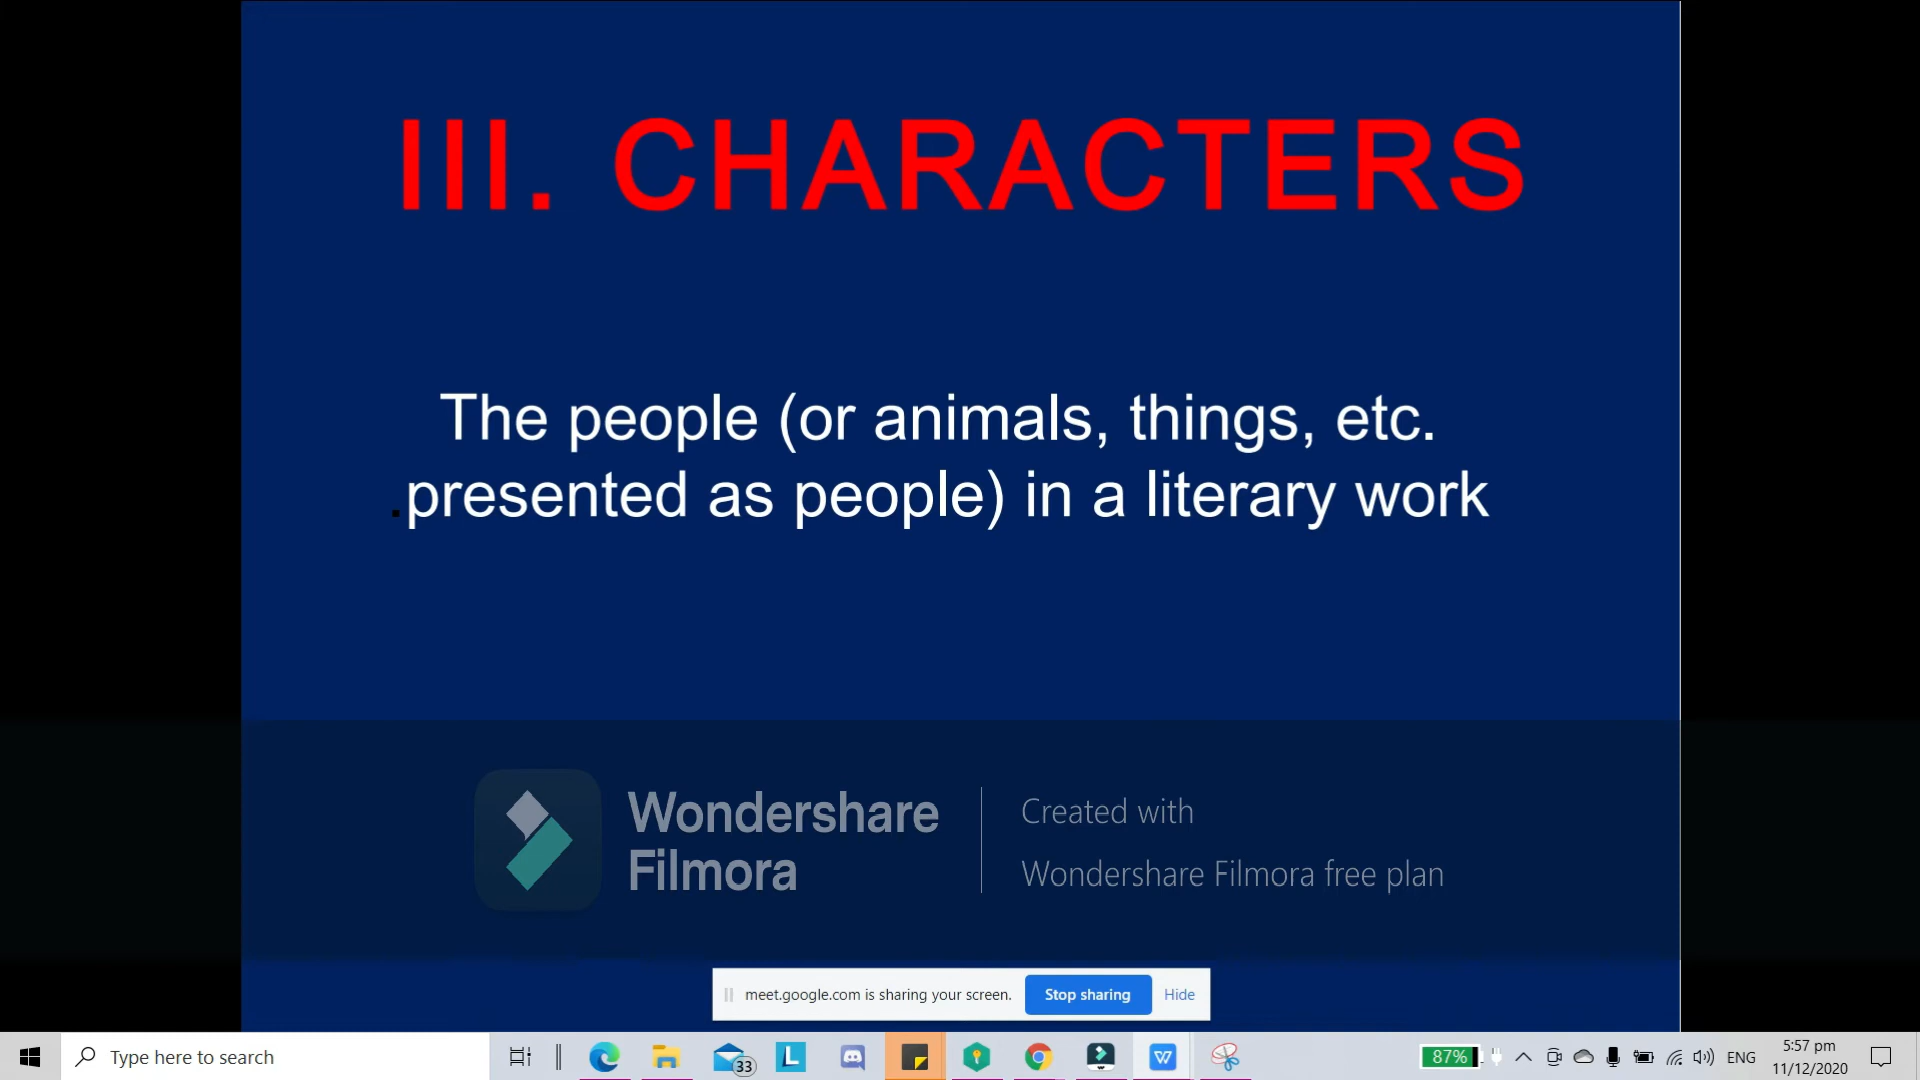 III. CHARACTERS
The people (or animals, things, etc.
.presented as people) in a literary work
Wondershare
Filmora
Created with
Wondershare Filmora free plan
meet.google.com is sharing your screen. Stop sharing Hide
Type here to search
33
L
W
87%
ENG
5:57 pm
11/12/2020